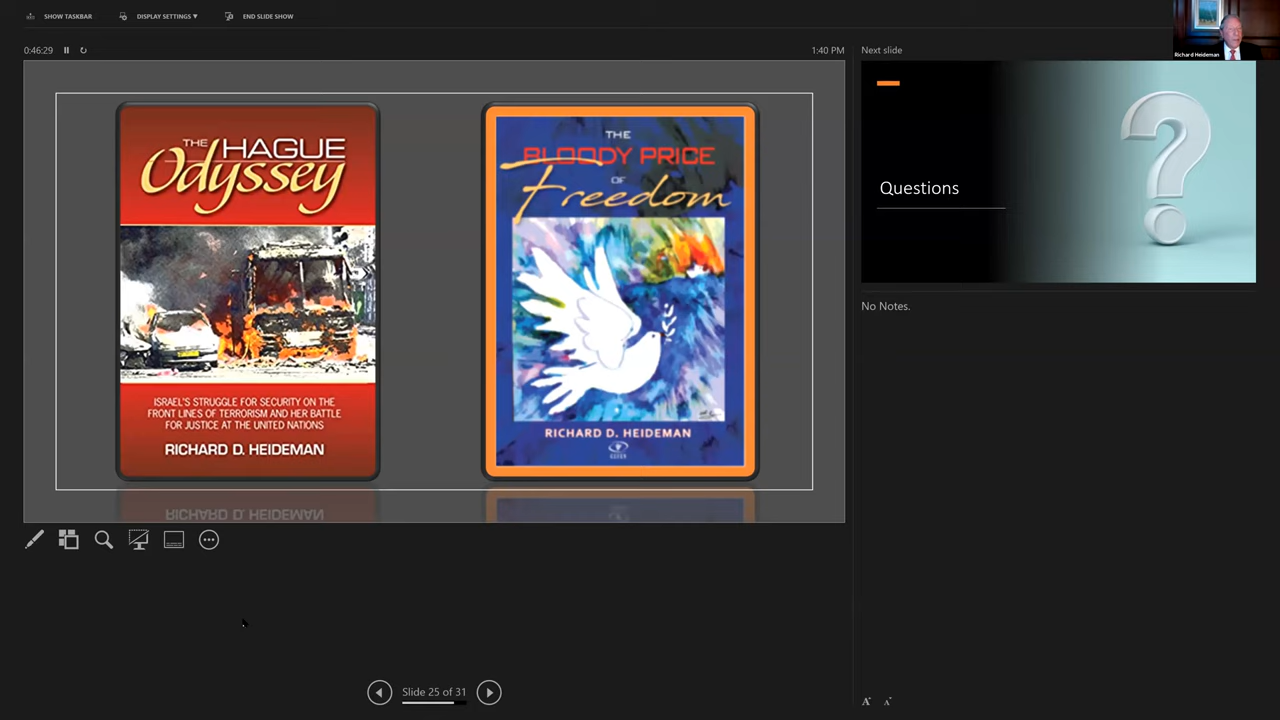 SHOW TASKBAR
DISPLAY SETTINGS ▼
END SLIDE SHOW
Richard Heideman
0:46:29
1:40 PM
Next slide
THE HAGUE
Odyssey
ISRAEL'S STRUGGLE FOR SECURITY ON THE
FRONT LINES OF TERRORISM AND HER BATTLE
FOR JUSTICE AT THE UNITED NATIONS
RICHARD D. HEIDEMAN
RICHARD D. HEIDEMAN
THE
BLOODY PRICE
OF
Freedom
RICHARD D. HEIDEMAN
Questions
No Notes.
Slide 25 of 31
A
A